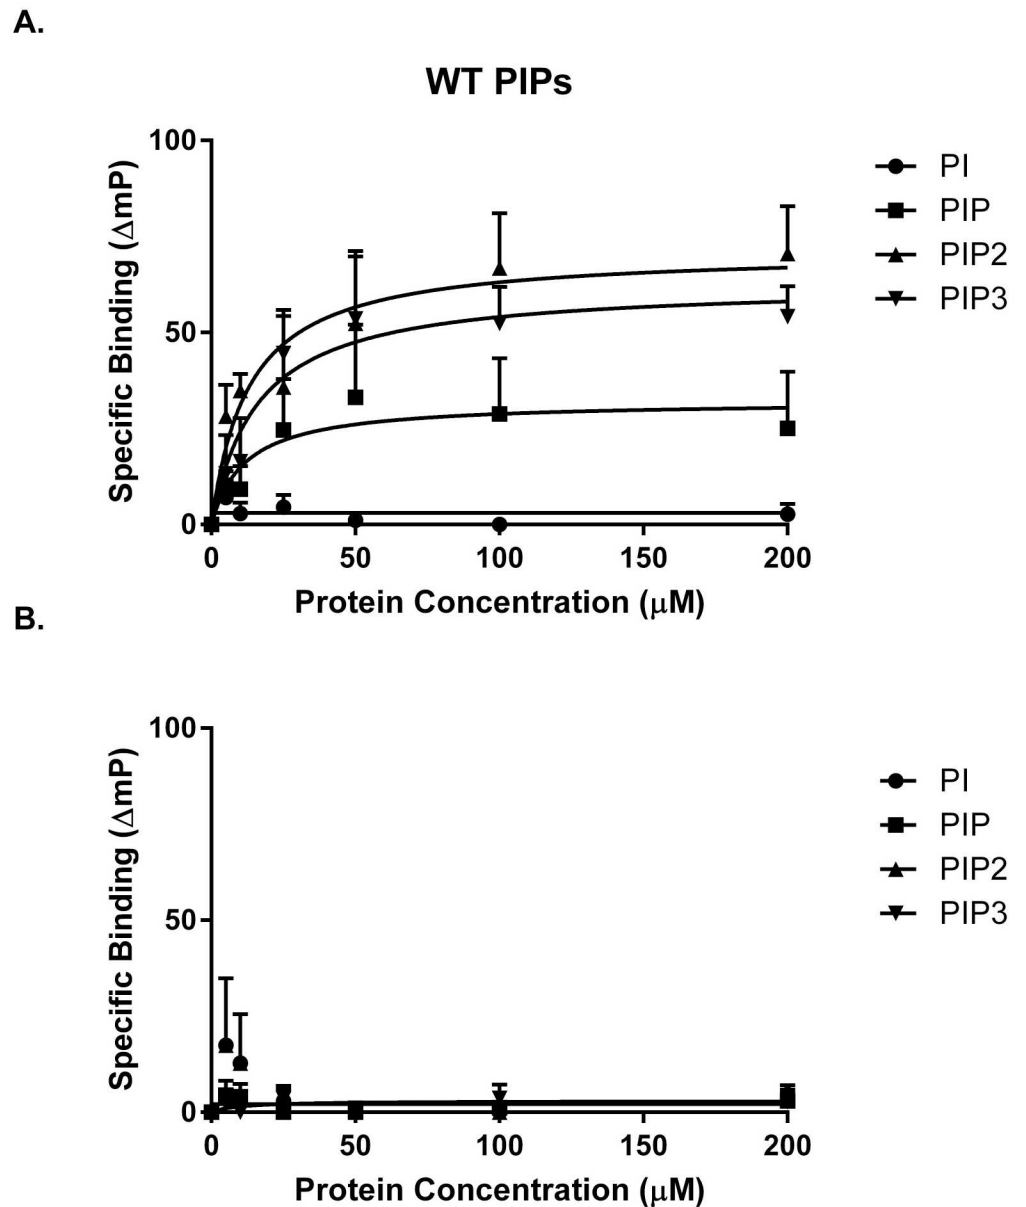 A.
WT PIPs
100
50
0
Specific Binding (ΔmP)
0 50 100 150 200
Protein Concentration (μM)
PI
PIP
PIP2
PIP3
B.
100
50
0
Specific Binding (ΔmP)
0 50 100 150 200
Protein Concentration (μM)
PI
PIP
PIP2
PIP3